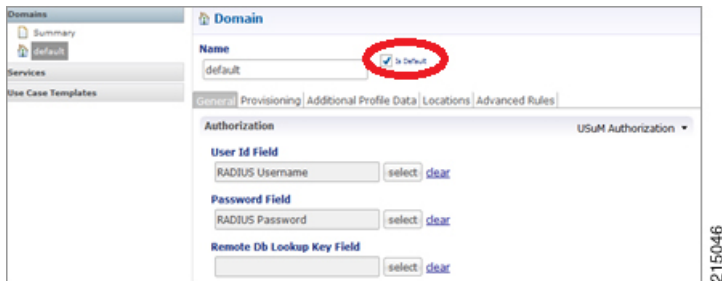 Domains
Summary
default
Services
Use Case Templates
Domain
Name
default
Is Default
General Provisioning Additional Profile Data Locations Advanced Rules
Authorization
USuM Authorization
User Id Field
RADIUS Username select clear
Password Field
RADIUS Password select clear
Remote Db Lookup Key Field
select clear
215046